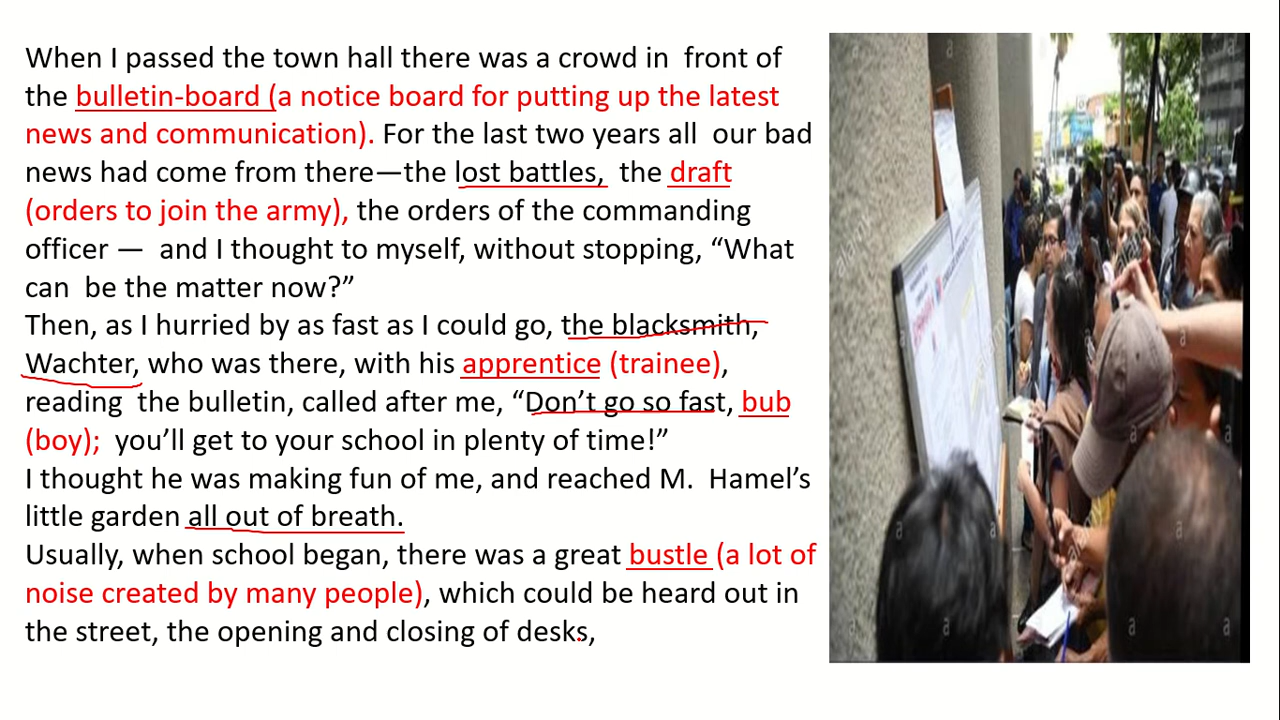 When I passed the town hall there was a crowd in front of
the bulletin-board (a notice board for putting up the latest
news and communication). For the last two years all our bad
news had come from there—the lost battles, the draft
(orders to join the army), the orders of the commanding
officer — and I thought to myself, without stopping, “What
can be the matter now?”
Then, as I hurried by as fast as I could go, the blacksmith,
Wachter, who was there, with his apprentice (trainee),
reading the bulletin, called after me, “Don’t go so fast, bub
(boy); you’ll get to your school in plenty of time!”
I thought he was making fun of me, and reached M. Hamel’s
little garden all out of breath.
Usually, when school began, there was a great bustle (a lot of
noise created by many people), which could be heard out in
the street, the opening and closing of desks,